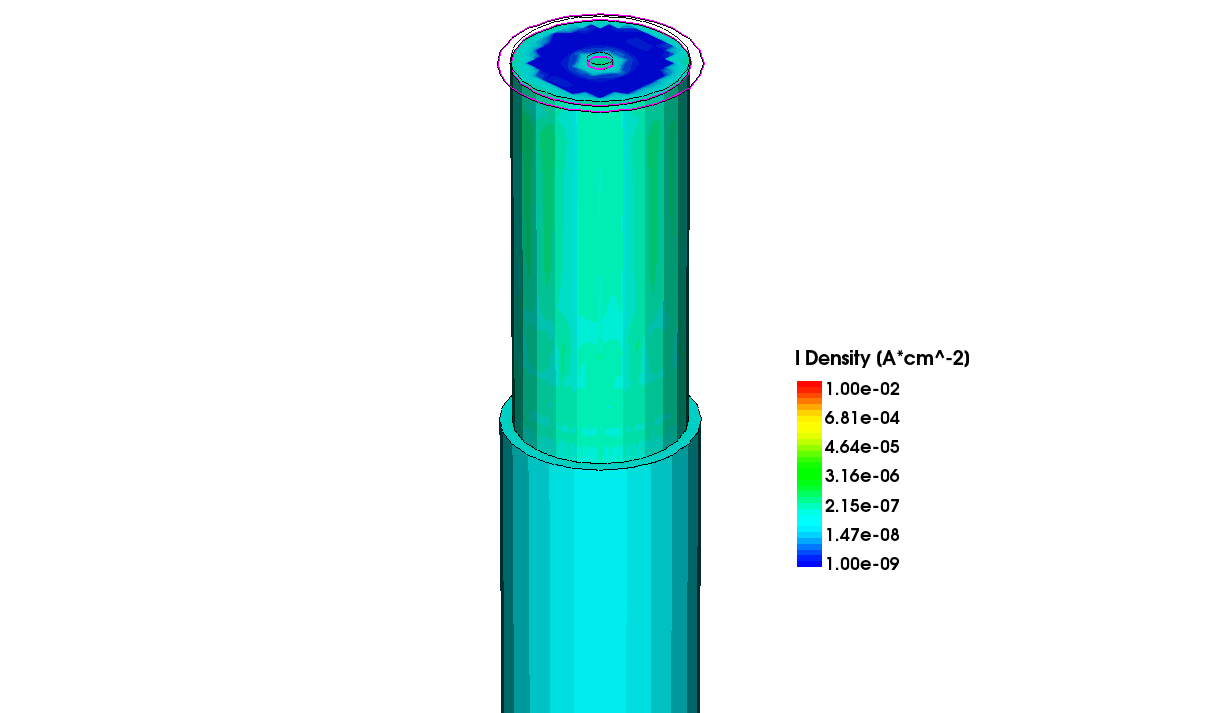 I Density (A*cm^-2)
1.00e-02
6.81e-04
4.64e-05
3.16e-06
2.15e-07
1.47e-08
1.00e-09